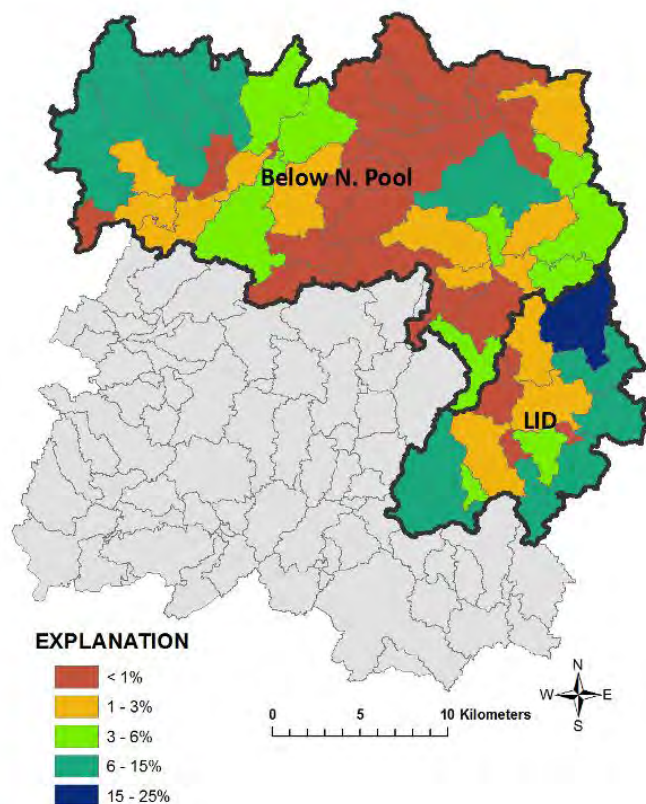 Below N. Pool
LID
EXPLANATION
< 1%
1 - 3%
3 - 6%
6 - 15%
15 - 25%
N
W E
S
0 5 10 Kilometers